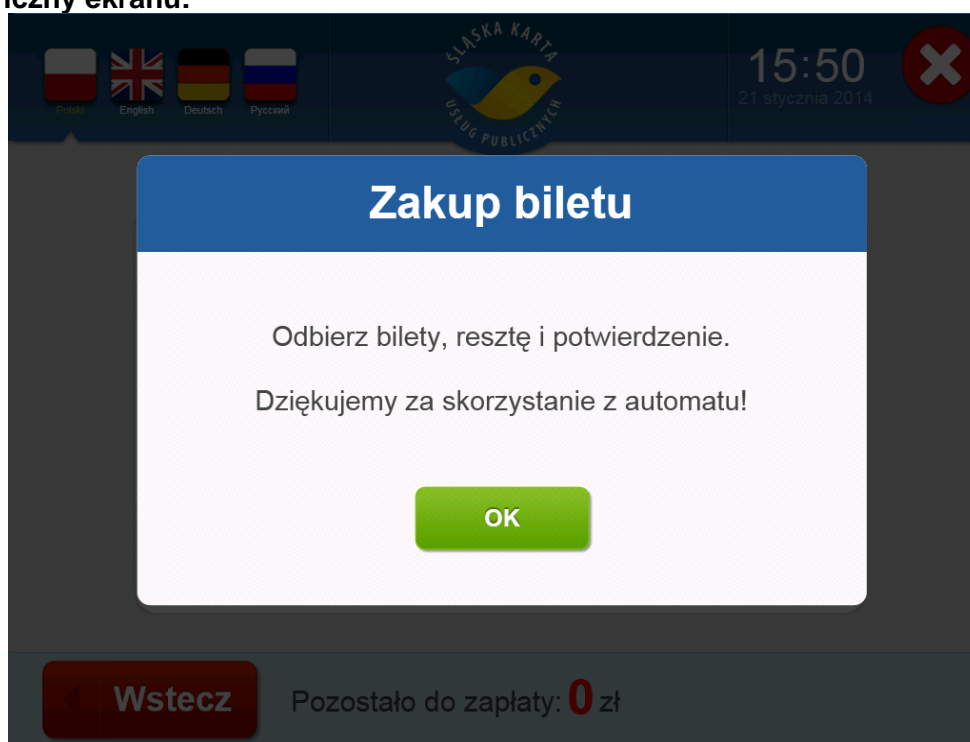 iczny ekranu:
Polski English Deutsch Русский
ŚLĄSKA KARTA
USŁUG PUBLICZNYCH
15:50
21 stycznia 2014
Zakup biletu
Odbierz bilety, resztę i potwierdzenie.
Dziękujemy za skorzystanie z automatu!
OK
Wstecz
Pozostało do zapłaty: 0 zł